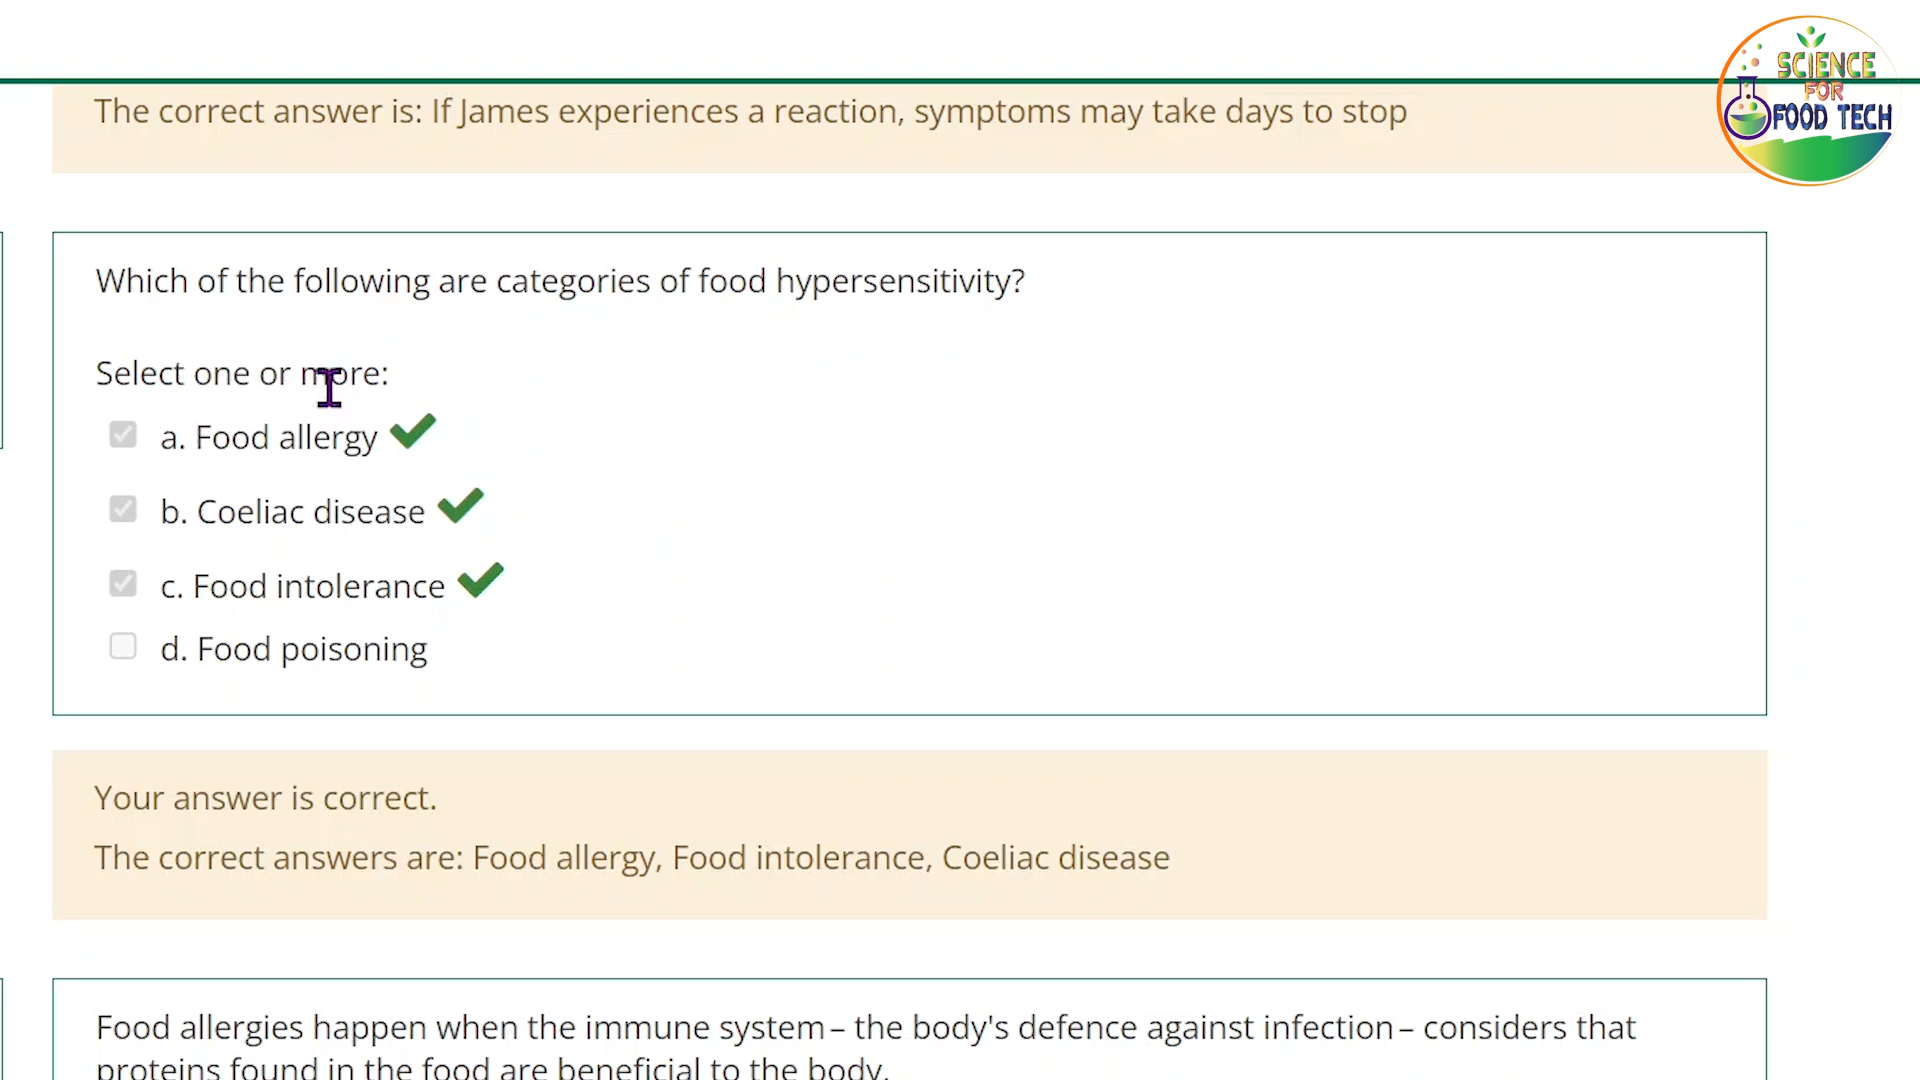 SCIENCE
FOR
FOOD TECH
The correct answer is: If James experiences a reaction, symptoms may take days to stop
Which of the following are categories of food hypersensitivity?
Select one or more:
a. Food allergy
b. Coeliac disease
c. Food intolerance
d. Food poisoning
Your answer is correct.
The correct answers are: Food allergy, Food intolerance, Coeliac disease
Food allergies happen when the immune system – the body's defence against infection – considers that
proteins found in the food are beneficial to the body.